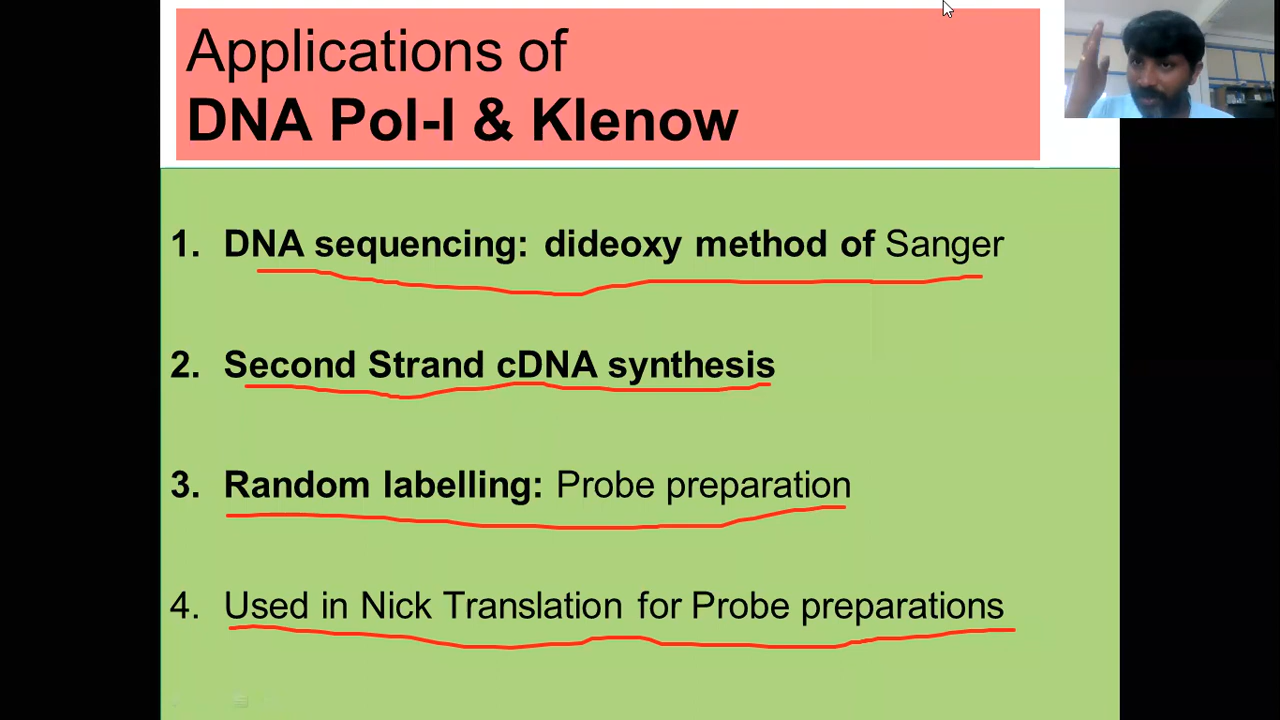 Applications of
DNA Pol-I & Klenow
1. DNA sequencing: dideoxy method of Sanger
2. Second Strand cDNA synthesis
3. Random labelling: Probe preparation
4. Used in Nick Translation for Probe preparations